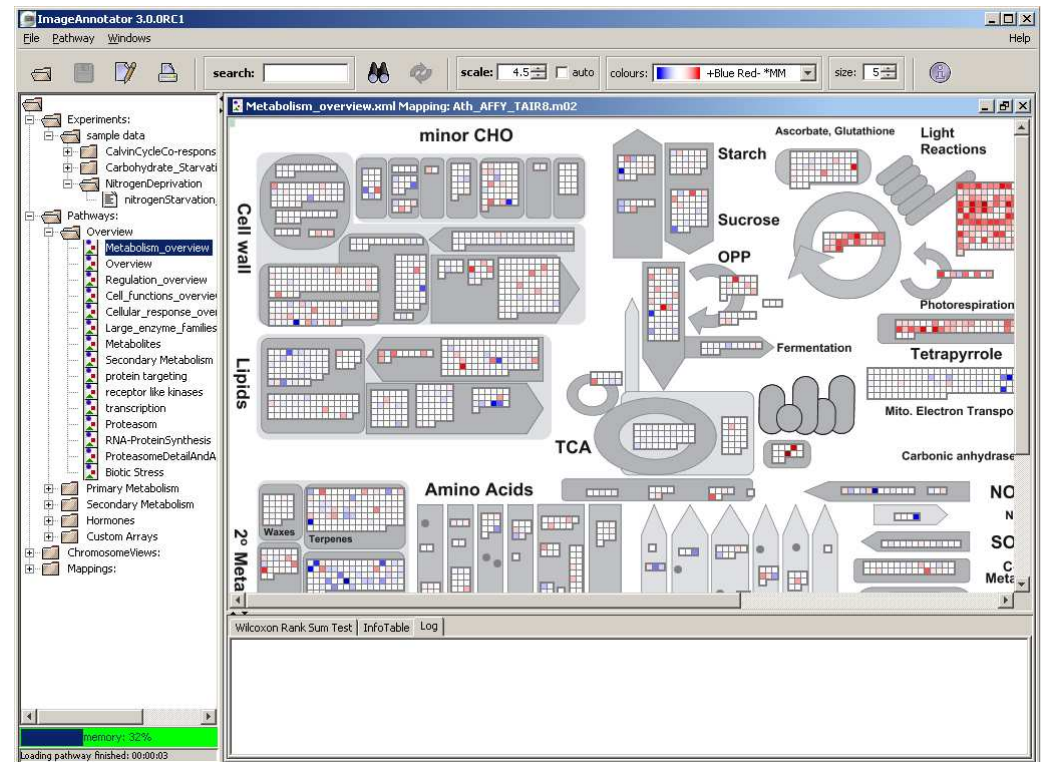 ImageAnnotator 3.0.0RC1
File Pathway Windows Help
search: scale: 4.5 auto colours: +Blue Red- *MM size: 5
Experiments:
sample data
CalvinCycleCo-respons
Carbohydrate_Starvati
NitrogenDeprivation
nitrogenStarvation_
Pathways:
Overview
Metabolism_overview
Overview
Regulation_overview
Cell_functions_overvie
Cellular_response_over
Large_enzyme_families
Metabolites
Secondary Metabolism
protein targeting
receptor like kinases
transcription
Proteasom
RNA-ProteinSynthesis
ProteasomeDetailAndA
Biotic Stress
Primary Metabolism
Secondary Metabolism
Hormones
Custom Arrays
ChromosomeViews:
Mappings:
memory: 32%
Loading pathway finished: 00:00:03
Metabolism_overview.xml Mapping: Ath_AFFY_TAIR8.m02
minor CHO
Starch
Ascorbate, Glutathione
Light
Reactions
Cell wall
Sucrose
OPP
Photorespiration
Fermentation
Tetrapyrrole
Lipids
Mito. Electron Transpo
TCA
Carbonic anhydrase
Amino Acids
NO
N
SO
C
Meta
2º Meta
Waxes
Terpenes
Wilcoxon Rank Sum Test InfoTable Log